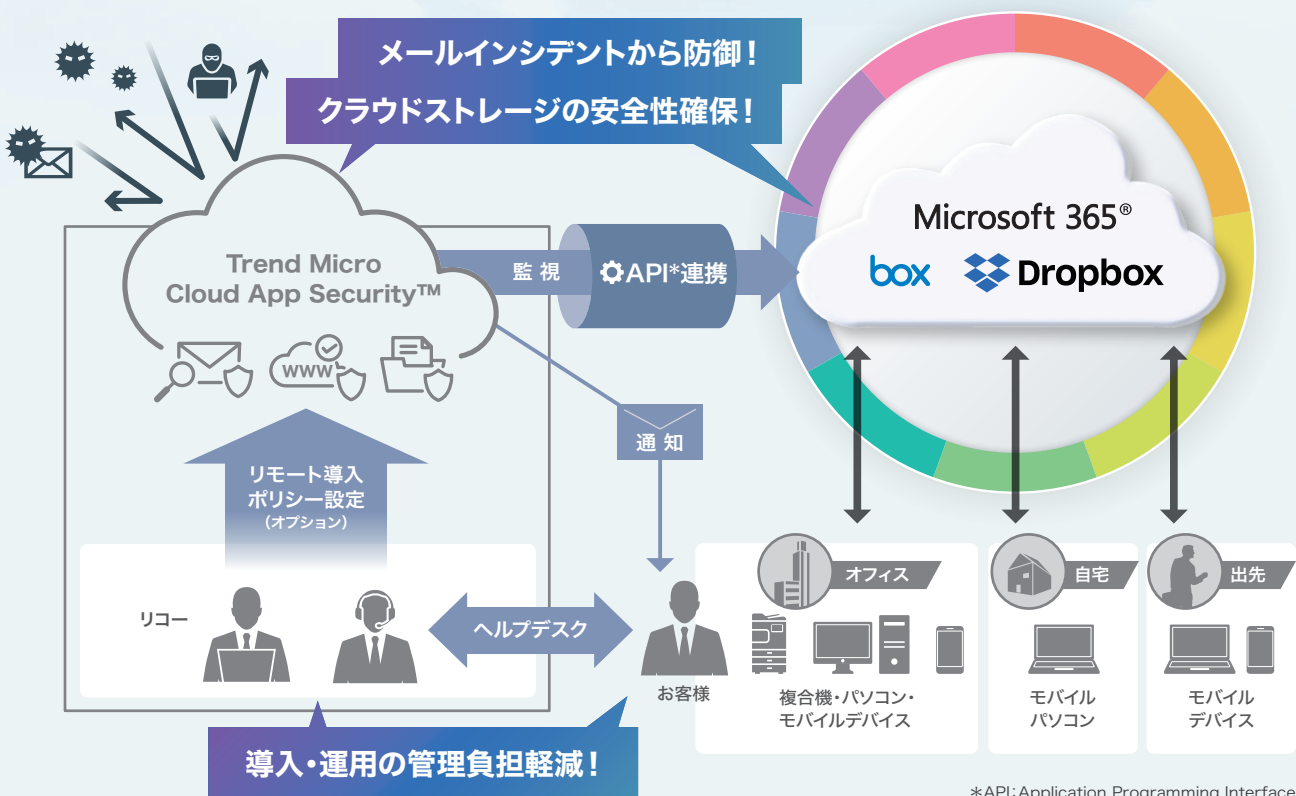 メールインシデントから防御！
クラウドストレージの安全性確保！
Trend Micro
Cloud App Security™
www
監視
API*連携
Microsoft 365®
box
Dropbox
通知
リモート導入
ポリシー設定
（オプション）
リコー
ヘルプデスク
お客様
オフィス
複合機・パソコン・
モバイルデバイス
自宅
モバイル
パソコン
出先
モバイル
デバイス
導入・運用の管理負担軽減！
*API：Application Programming Interface